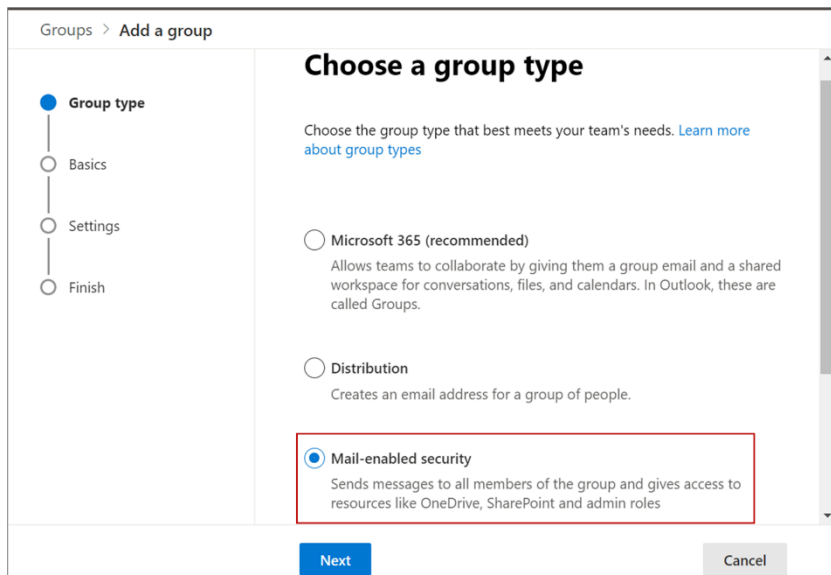 Groups > Add a group
Choose a group type
Group type
Basics
Settings
Finish
Choose the group type that best meets your team's needs. Learn more
about group types
Microsoft 365 (recommended)
Allows teams to collaborate by giving them a group email and a shared
workspace for conversations, files, and calendars. In Outlook, these are
called Groups.
Distribution
Creates an email address for a group of people.
Mail-enabled security
Sends messages to all members of the group and gives access to
resources like OneDrive, SharePoint and admin roles
Next
Cancel